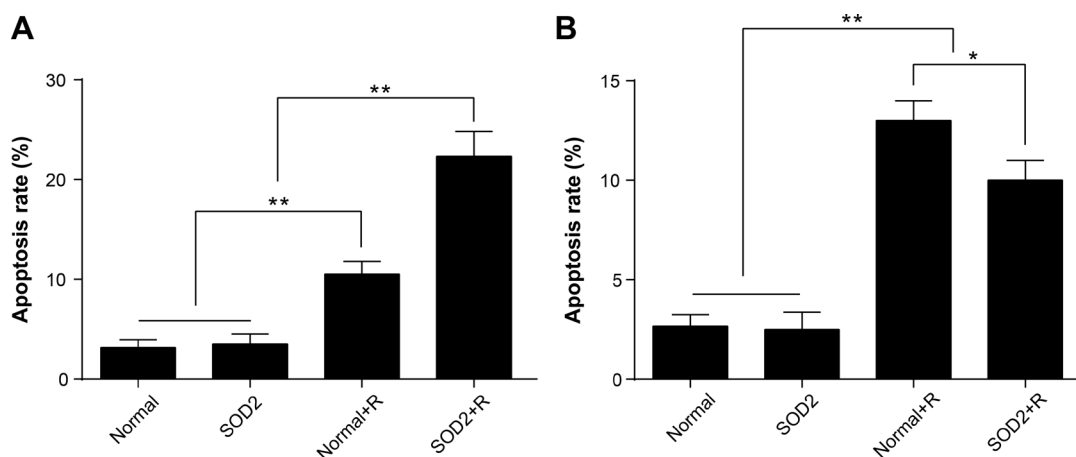 A
Apoptosis rate (%)
30
20
10
0
**
**
Normal
SOD2
Normal+R
SOD2+R
B
Apoptosis rate (%)
15
10
5
0
**
*
Normal
SOD2
Normal+R
SOD2+R